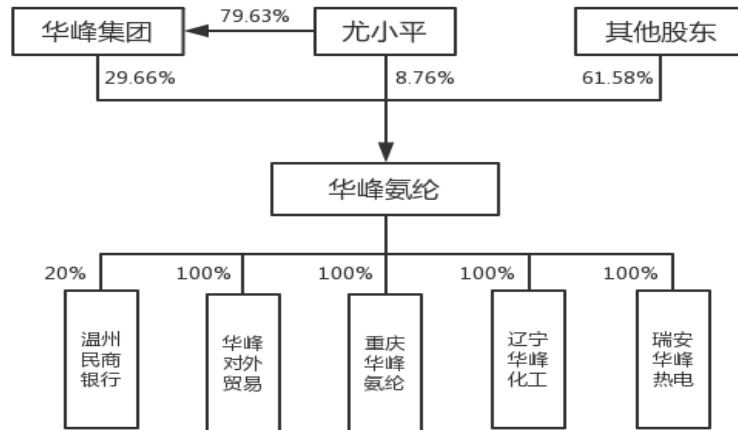 华峰集团
79.63%
尤小平
其他股东
29.66%
8.76%
61.58%
华峰氨纶
20%
100%
100%
100%
100%
温州
民商
银行
华峰
对外
贸易
重庆
华峰
氨纶
辽宁
华峰
化工
瑞安
华峰
热电